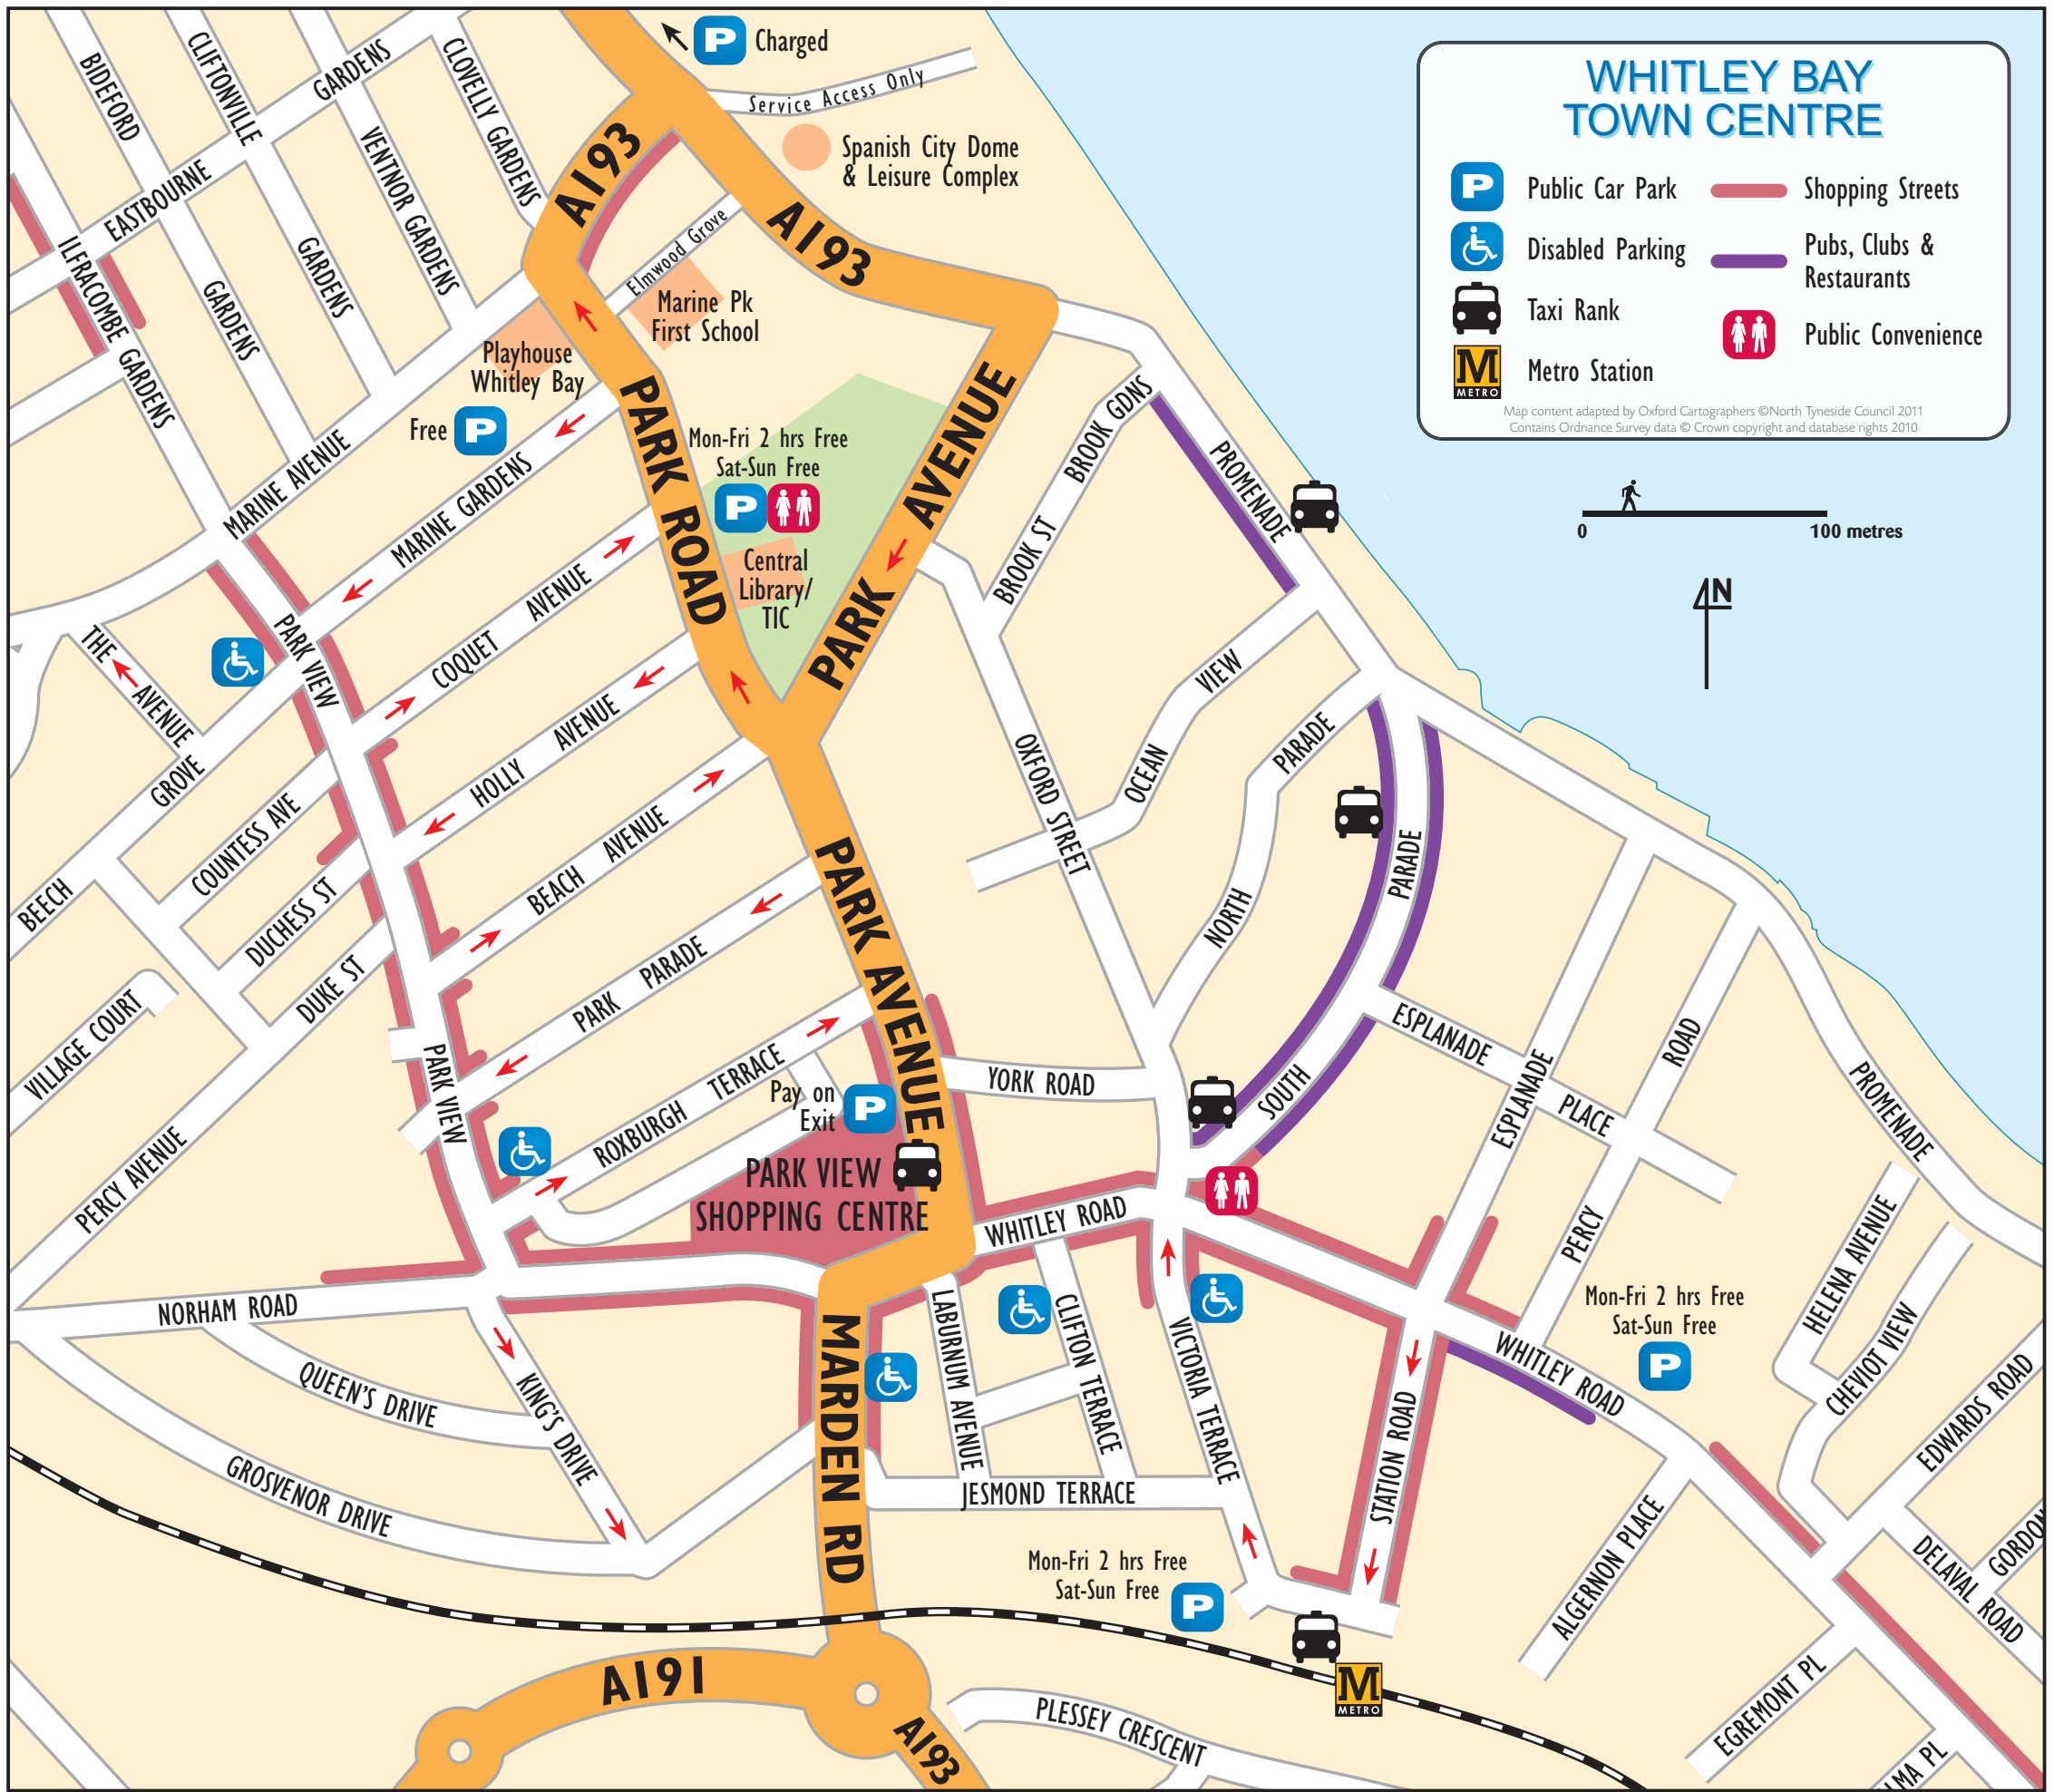 WHITLEY BAY
TOWN CENTRE
P
Public Car Park
Shopping Streets
Disabled Parking
Pubs, Clubs &
Restaurants
Taxi Rank
Public Convenience
M
METRO
Metro Station
Map content adapted by Oxford Cartographers ©North Tyneside Council 2011
Contains Ordnance Survey data © Crown copyright and database rights 2010
0
100 metres
N
P
Charged
Service Access Only
Spanish City Dome
& Leisure Complex
BIDEFORD
GARDENS
CLIFTONVILLE
GARDENS
EASTBOURNE
GARDENS
CLOVELLY GARDENS
VENTNOR GARDENS
ILFRACOMBE GARDENS
A193
A193
Elmwood Grove
Marine Pk
First School
Playhouse
Whitley Bay
Free
P
MARINE AVENUE
MARINE GARDENS
PARK ROAD
Mon-Fri 2 hrs Free
Sat-Sun Free
P
Central
Library/
TIC
PARK AVENUE
BROOK GDNS
BROOK ST
PROMENADE
COQUET AVENUE
HOLLY AVENUE
BEACH AVENUE
PARK PARADE
ROXBURGH TERRACE
PARK VIEW
THE AVENUE
BEECH GROVE
COUNTESS AVE
DUCHESS ST
DUKE ST
VILLAGE COURT
PERCY AVENUE
PARK VIEW
PARK AVENUE
OXFORD STREET
OCEAN VIEW
NORTH PARADE
SOUTH PARADE
ESPLANADE PLACE
ESPLANADE
PERCY ROAD
PROMENADE
YORK ROAD
Pay on
Exit
P
PARK VIEW
SHOPPING CENTRE
WHITLEY ROAD
NORHAM ROAD
QUEEN'S DRIVE
KING'S DRIVE
GROSVENOR DRIVE
MARDEN RD
LABURNUM AVENUE
CLIFTON TERRACE
VICTORIA TERRACE
JESMOND TERRACE
STATION ROAD
WHITLEY ROAD
Mon-Fri 2 hrs Free
Sat-Sun Free
P
HELENA AVENUE
CHEVIOT VIEW
EDWARDS ROAD
DELAVAL ROAD
GORDON
ALGERNON PLACE
EGREMONT PL
LMA PL
Mon-Fri 2 hrs Free
Sat-Sun Free
P
M
METRO
PLESSEY CRESCENT
A191
A193